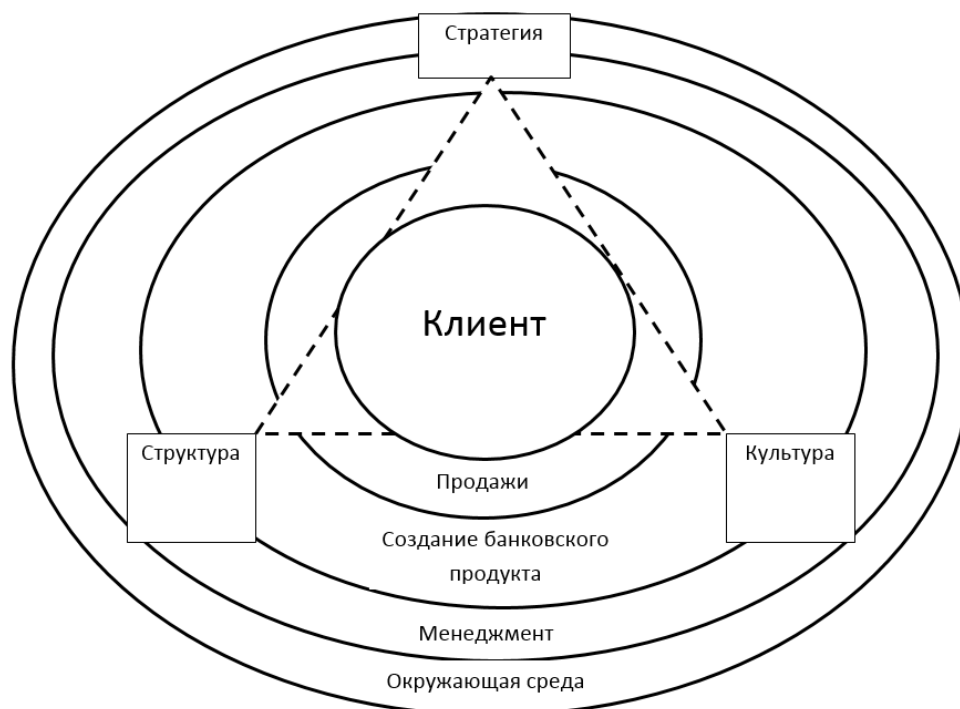 Стратегия
Клиент
Структура
Культура
Продажи
Создание банковского
продукта
Менеджмент
Окружающая среда